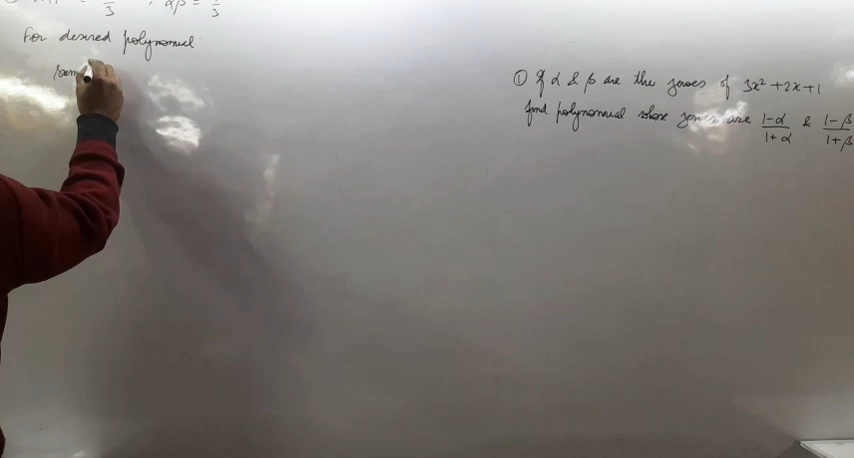 αβ = 1/3
For desired polynomial
sum
① If α & β are the zeroes of 3x² + 2x + 1
find polynomial whose zeroes are (1-α)/(1+α) & (1-β)/(1+β)